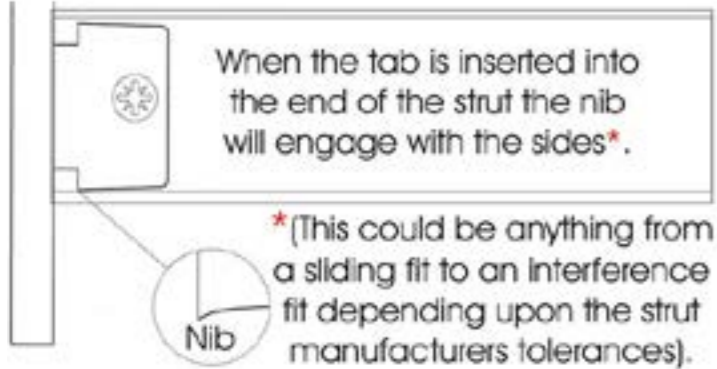 When the tab is inserted into
the end of the strut the nib
will engage with the sides*.
*(This could be anything from
a sliding fit to an interference
fit depending upon the strut
manufacturers tolerances).
Nib